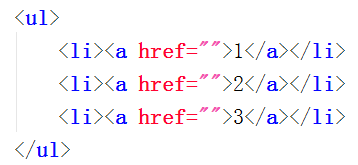 <ul>
<li><a href="">1</a></li>
<li><a href="">2</a></li>
<li><a href="">3</a></li>
</ul>